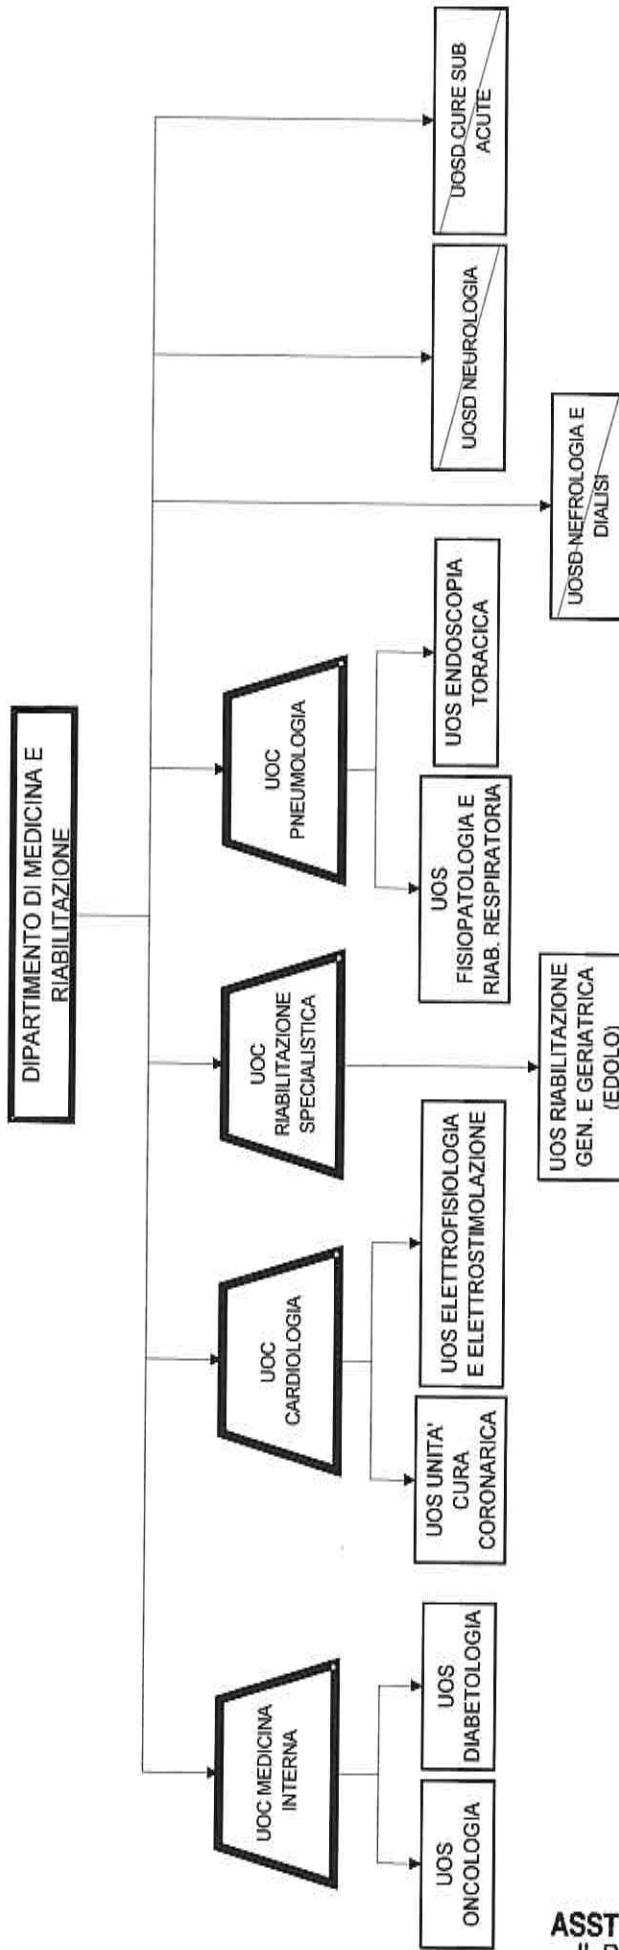 DIPARTIMENTO DI MEDICINA E
RIABILITAZIONE
UOC MEDICINA
INTERNA
UOC
CARDIOLOGIA
UOC
RIABILITAZIONE
SPECIALISTICA
UOC
PNEUMOLOGIA
UOS
ONCOLOGIA
UOS
DIABETOLOGIA
UOS UNITA'
CURA
CORONARICA
UOS ELETTROFISIOLOGIA
E ELETTROSTIMOLAZIONE
UOS RIABILITAZIONE
GEN. E GERIATRICA
(EDOLO)
UOS
FISIOPATOLOGIA E
RIAB. RESPIRATORIA
UOS ENDOSCOPIA
TORACICA
UOSD NEFROLOGIA E
DIALISI
UOSD NEUROLOGIA
UOSD CURE SUB
ACUTE
ASST